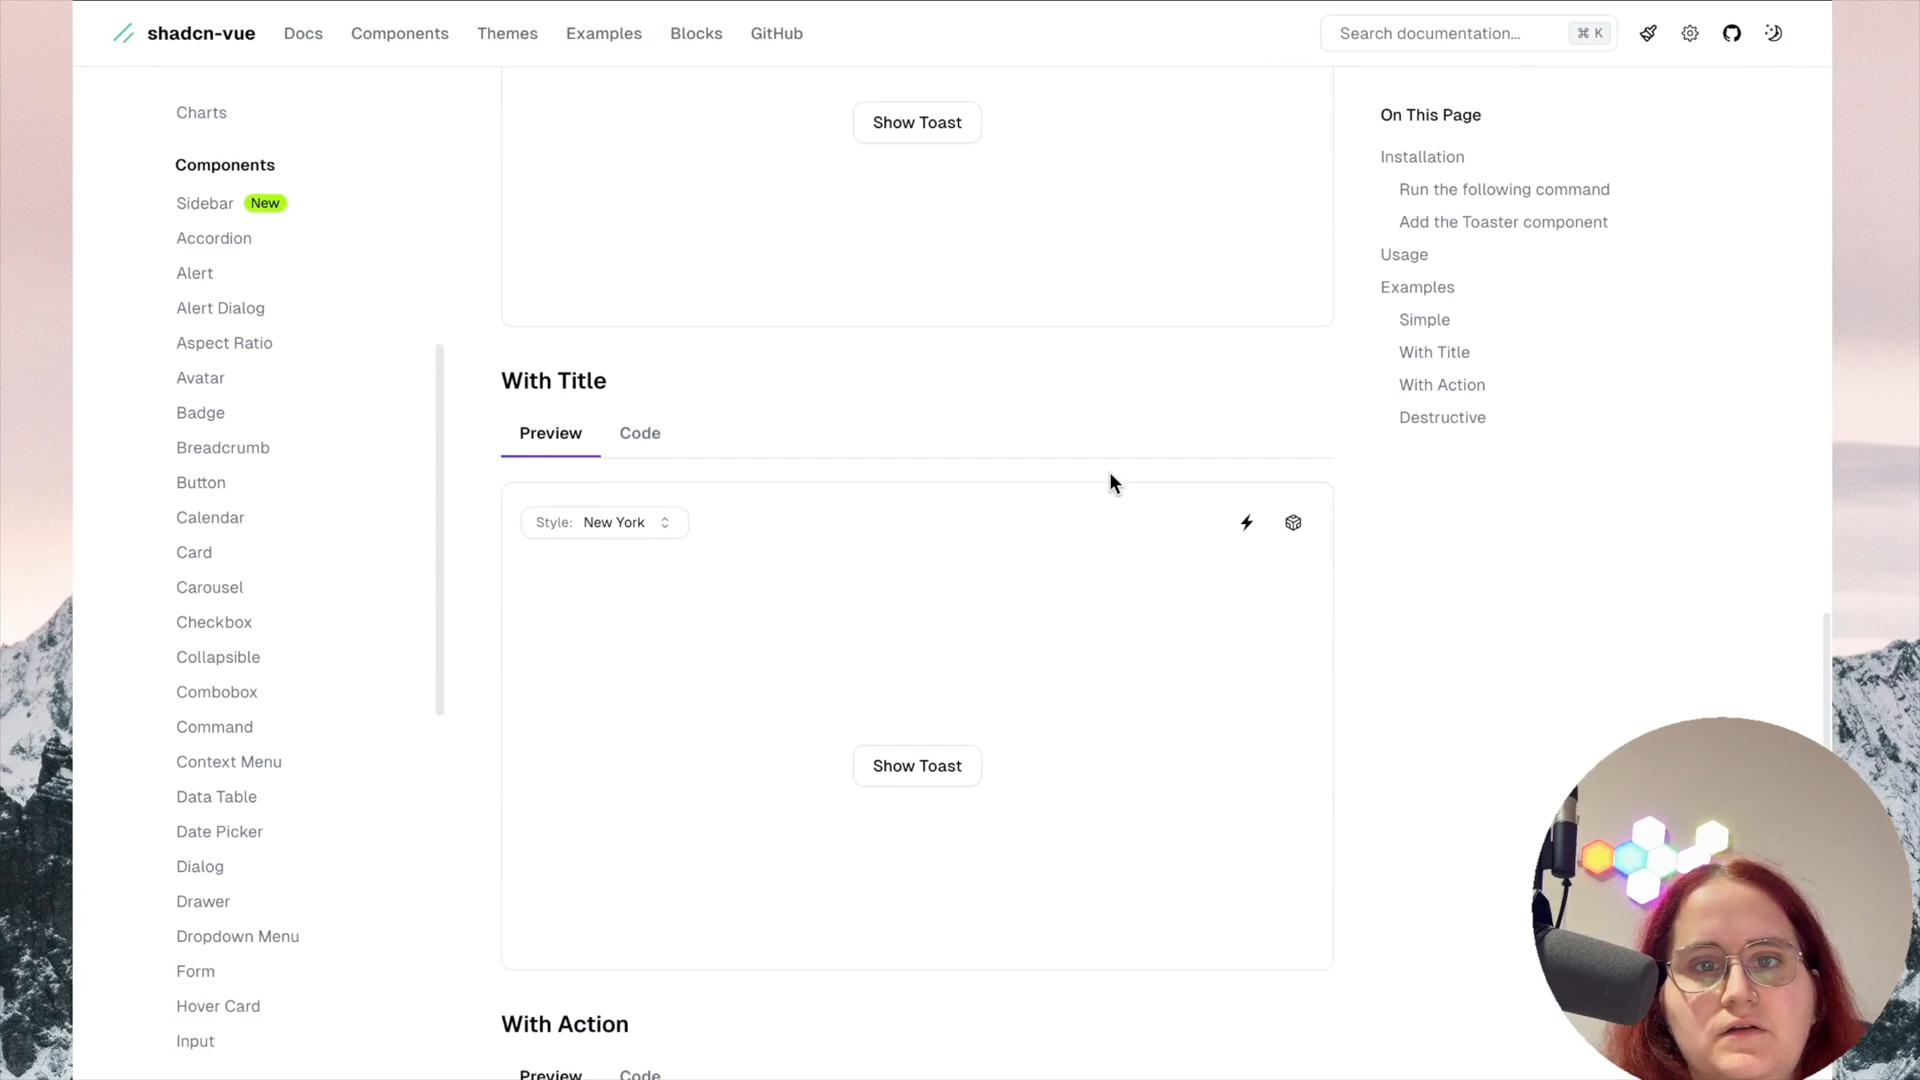 shadcn-vue Docs Components Themes Examples Blocks GitHub Search documentation... ⌘ K
Charts
Components
Sidebar New
Accordion
Alert
Alert Dialog
Aspect Ratio
Avatar
Badge
Breadcrumb
Button
Calendar
Card
Carousel
Checkbox
Collapsible
Combobox
Command
Context Menu
Data Table
Date Picker
Dialog
Drawer
Dropdown Menu
Form
Hover Card
Input
Show Toast
With Title
Preview Code
Style: New York
Show Toast
With Action
Preview Code
On This Page
Installation
Run the following command
Add the Toaster component
Usage
Examples
Simple
With Title
With Action
Destructive